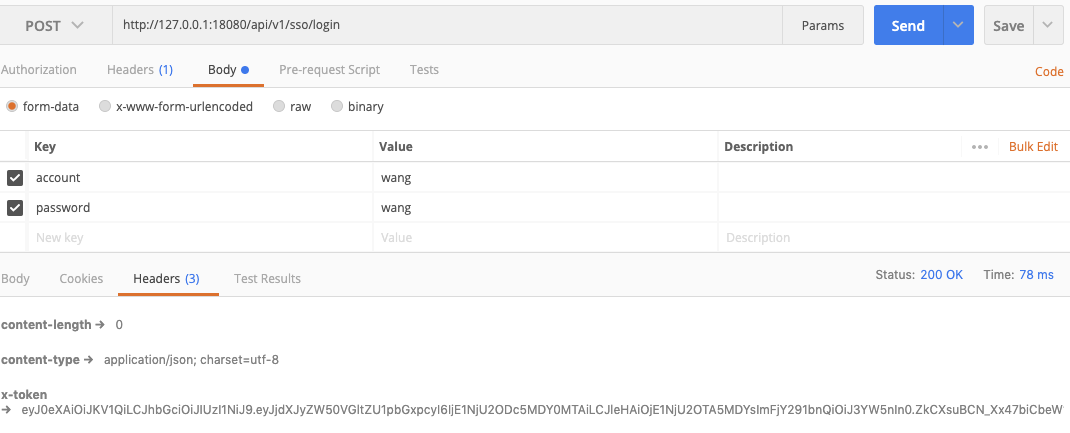 POST http://127.0.0.1:18080/api/v1/sso/login Params Send Save
Authorization Headers (1) Body Pre-request Script Tests Code
form-data x-www-form-urlencoded raw binary
Key Value Description ••• Bulk Edit
account wang
password wang
New key Value Description
Body Cookies Headers (3) Test Results Status: 200 OK Time: 78 ms
content-length → 0
content-type → application/json; charset=utf-8
x-token
→ eyJ0eXAiOiJKV1QiLCJhbGciOiJIUzI1NiJ9.eyJjdXJyZW50VGltZU1pbGxpcyI6IjE1NjU2ODc5MDY0MTAiLCJleHAiOjE1NjU2OTA5MDYsImFjY291bnQiOiJ3YW5nIn0.ZkCXsuBCN_Xx47biCbeW